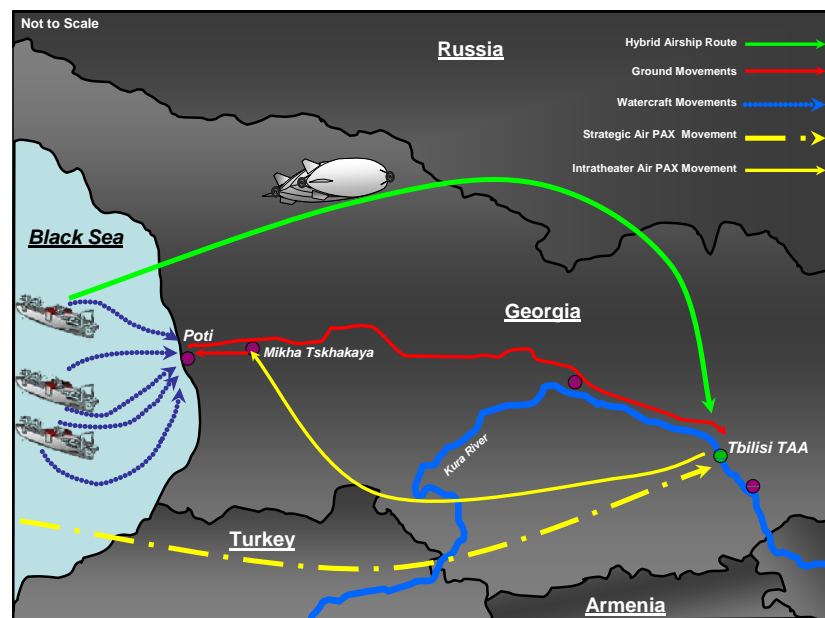 Not to Scale
Russia
Hybrid Airship Route
Ground Movements
Watercraft Movements
Strategic Air PAX Movement
Intratheater Air PAX Movement
Black Sea
Georgia
Poti
Mikha Tskhakaya
Kura River
Tbilisi TAA
Turkey
Armenia